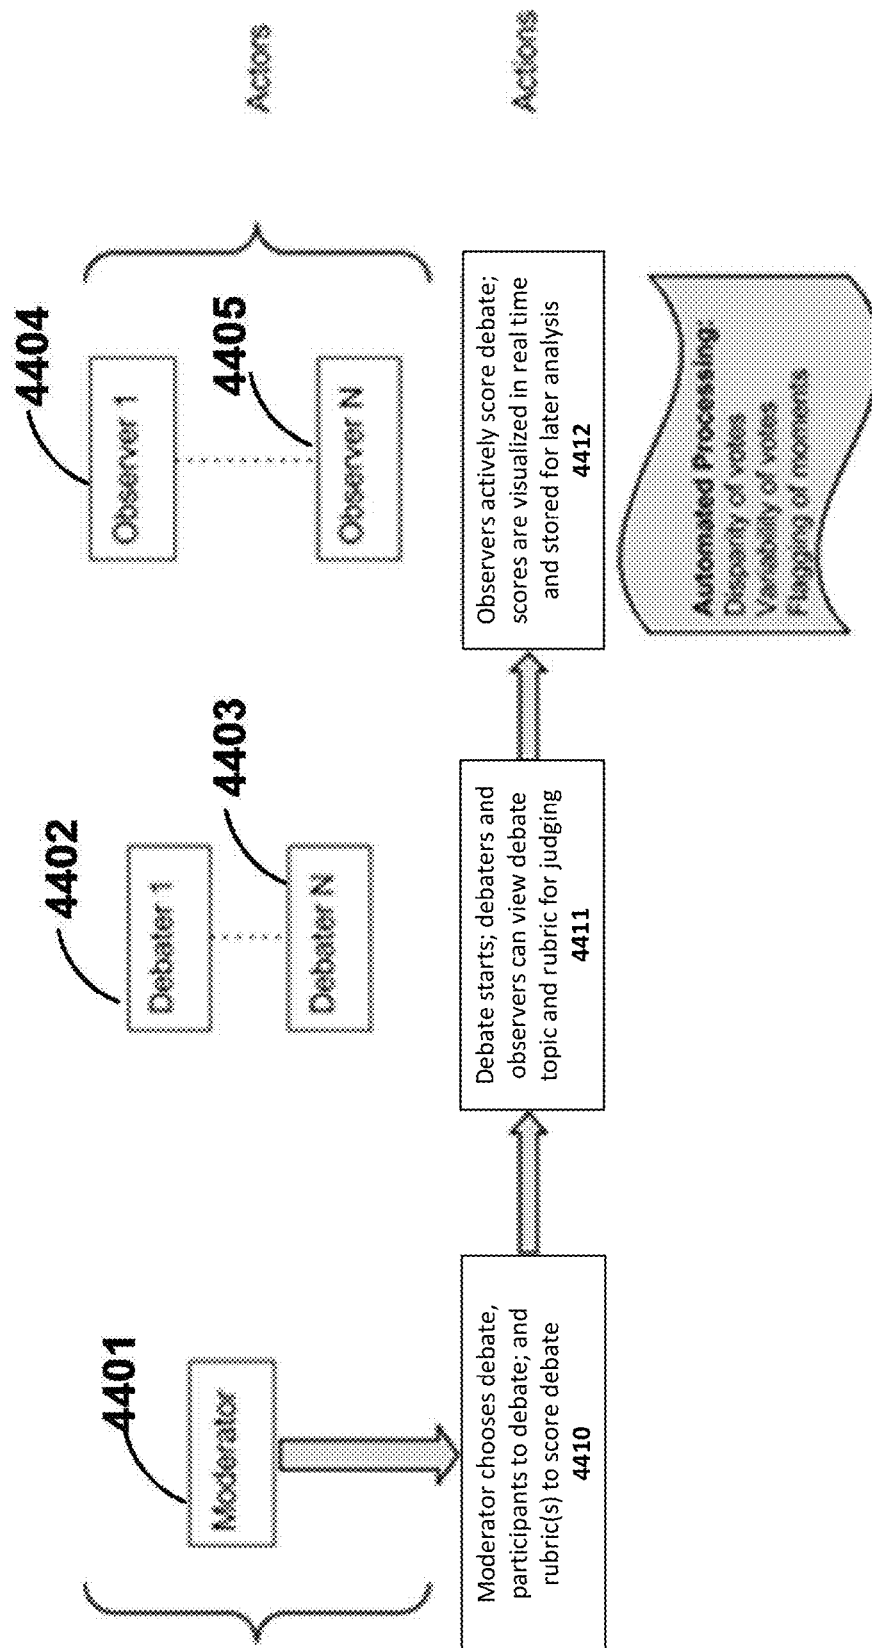 Actors
4401
Moderator
4402
Debater 1
4403
Debater N
4404
Observer 1
4405
Observer N
Actions
Moderator chooses debate,
participants to debate; and
rubric(s) to score debate
4410
Debate starts; debaters and
observers can view debate
topic and rubric for judging
4411
Observers actively score debate;
scores are visualized in real time
and stored for later analysis
4412
Automated Processing:
Disparity of votes
Variability of votes
Flagging of moments